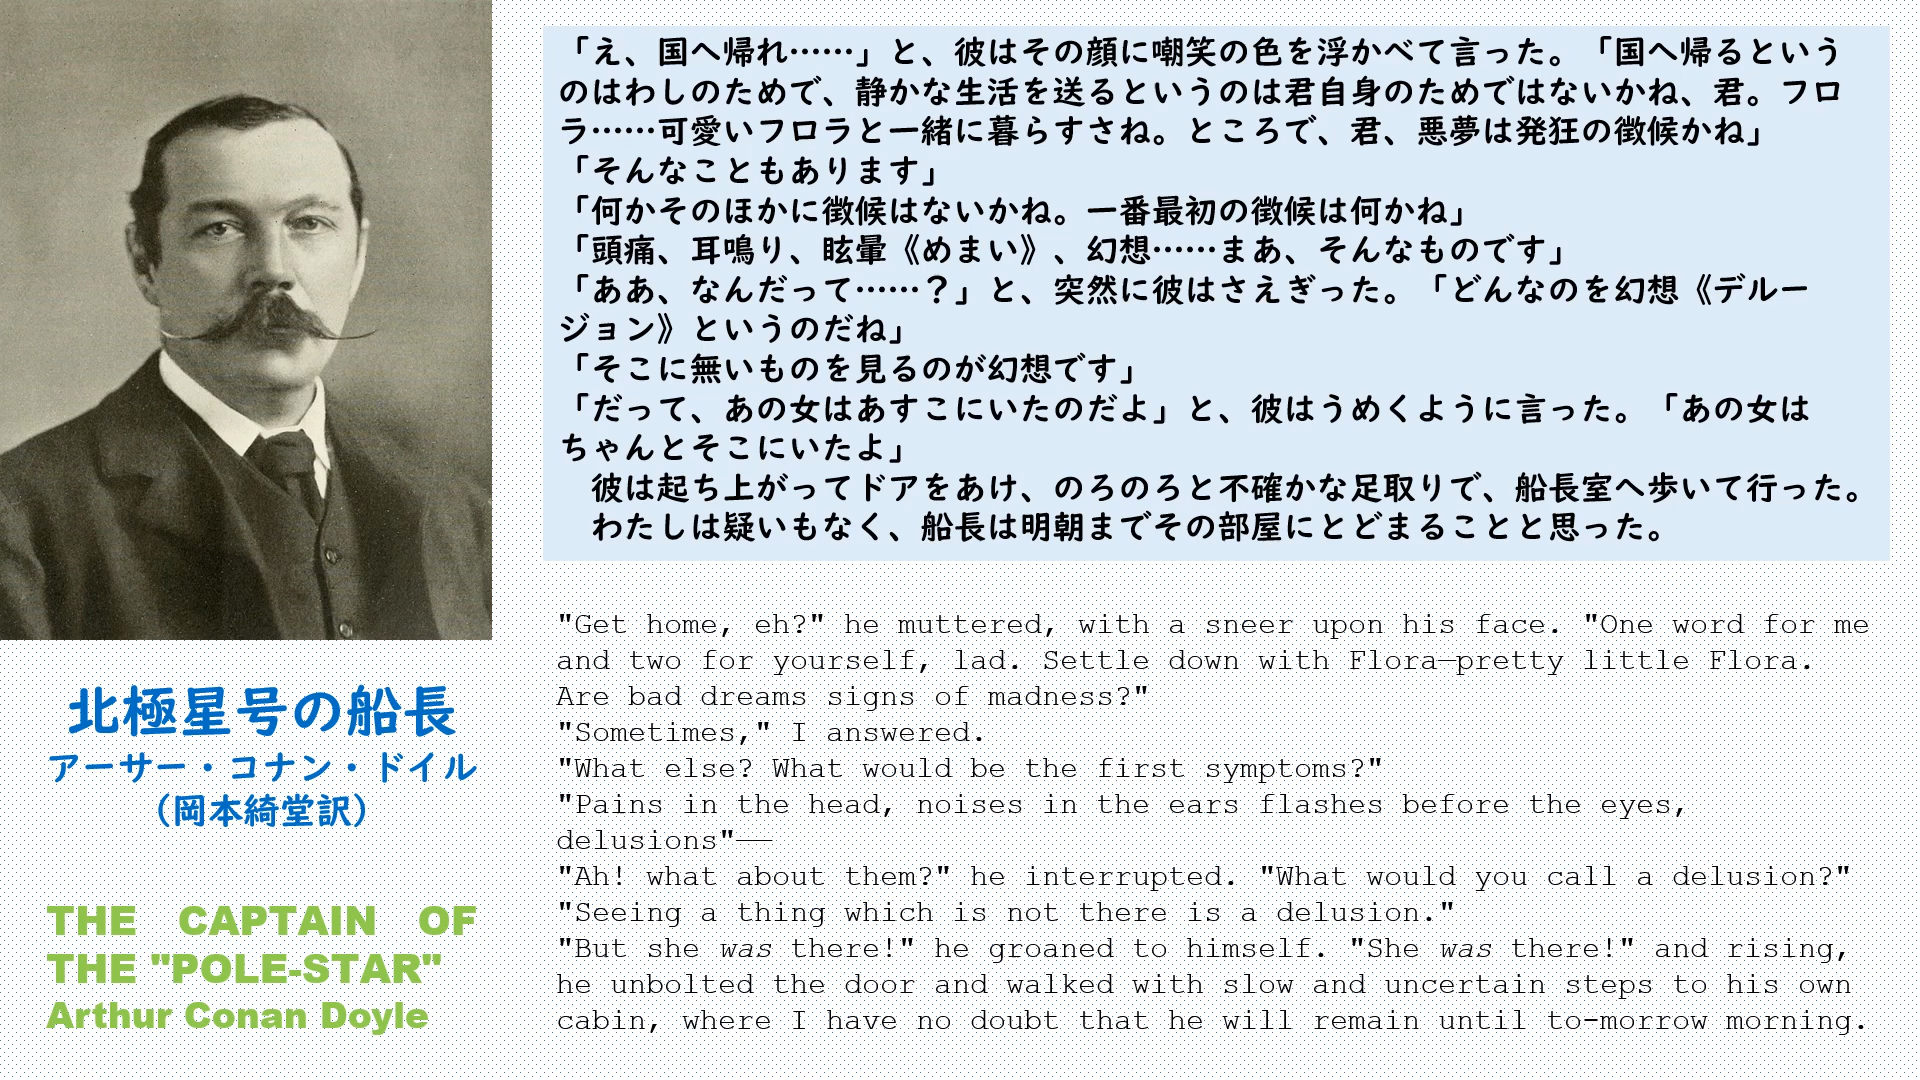 「え、国へ帰れ……」と、彼はその顔に嘲笑の色を浮かべて言った。「国へ帰るという
のはわしのためで、静かな生活を送るというのは君自身のためではないかね、君。フロ
ラ……可愛いフロラと一緒に暮らすさね。ところで、君、悪夢は発狂の徴候かね」
「そんなこともあります」
「何かそのほかに徴候はないかね。一番最初の徴候は何かね」
「頭痛、耳鳴り、眩暈《めまい》、幻想……まあ、そんなものです」
「ああ、なんだって……？」と、突然に彼はさえぎった。「どんなのを幻想《デルー
ジョン》というのだね」
「そこに無いものを見るのが幻想です」
「だって、あの女はあすこにいたのだよ」と、彼はうめくように言った。「あの女は
ちゃんとそこにいたよ」
　彼は起ち上がってドアをあけ、のろのろと不確かな足取りで、船長室へ歩いて行った。
　わたしは疑いもなく、船長は明朝までその部屋にとどまることと思った。
"Get home, eh?" he muttered, with a sneer upon his face. "One word for me
and two for yourself, lad. Settle down with Flora—pretty little Flora.
Are bad dreams signs of madness?"
"Sometimes," I answered.
"What else? What would be the first symptoms?"
"Pains in the head, noises in the ears flashes before the eyes,
delusions"——
"Ah! what about them?" he interrupted. "What would you call a delusion?"
"Seeing a thing which is not there is a delusion."
"But she was there!" he groaned to himself. "She was there!" and rising,
he unbolted the door and walked with slow and uncertain steps to his own
cabin, where I have no doubt that he will remain until to-morrow morning.
北極星号の船長
アーサー・コナン・ドイル
（岡本綺堂訳）
THE CAPTAIN OF
THE "POLE-STAR"
Arthur Conan Doyle